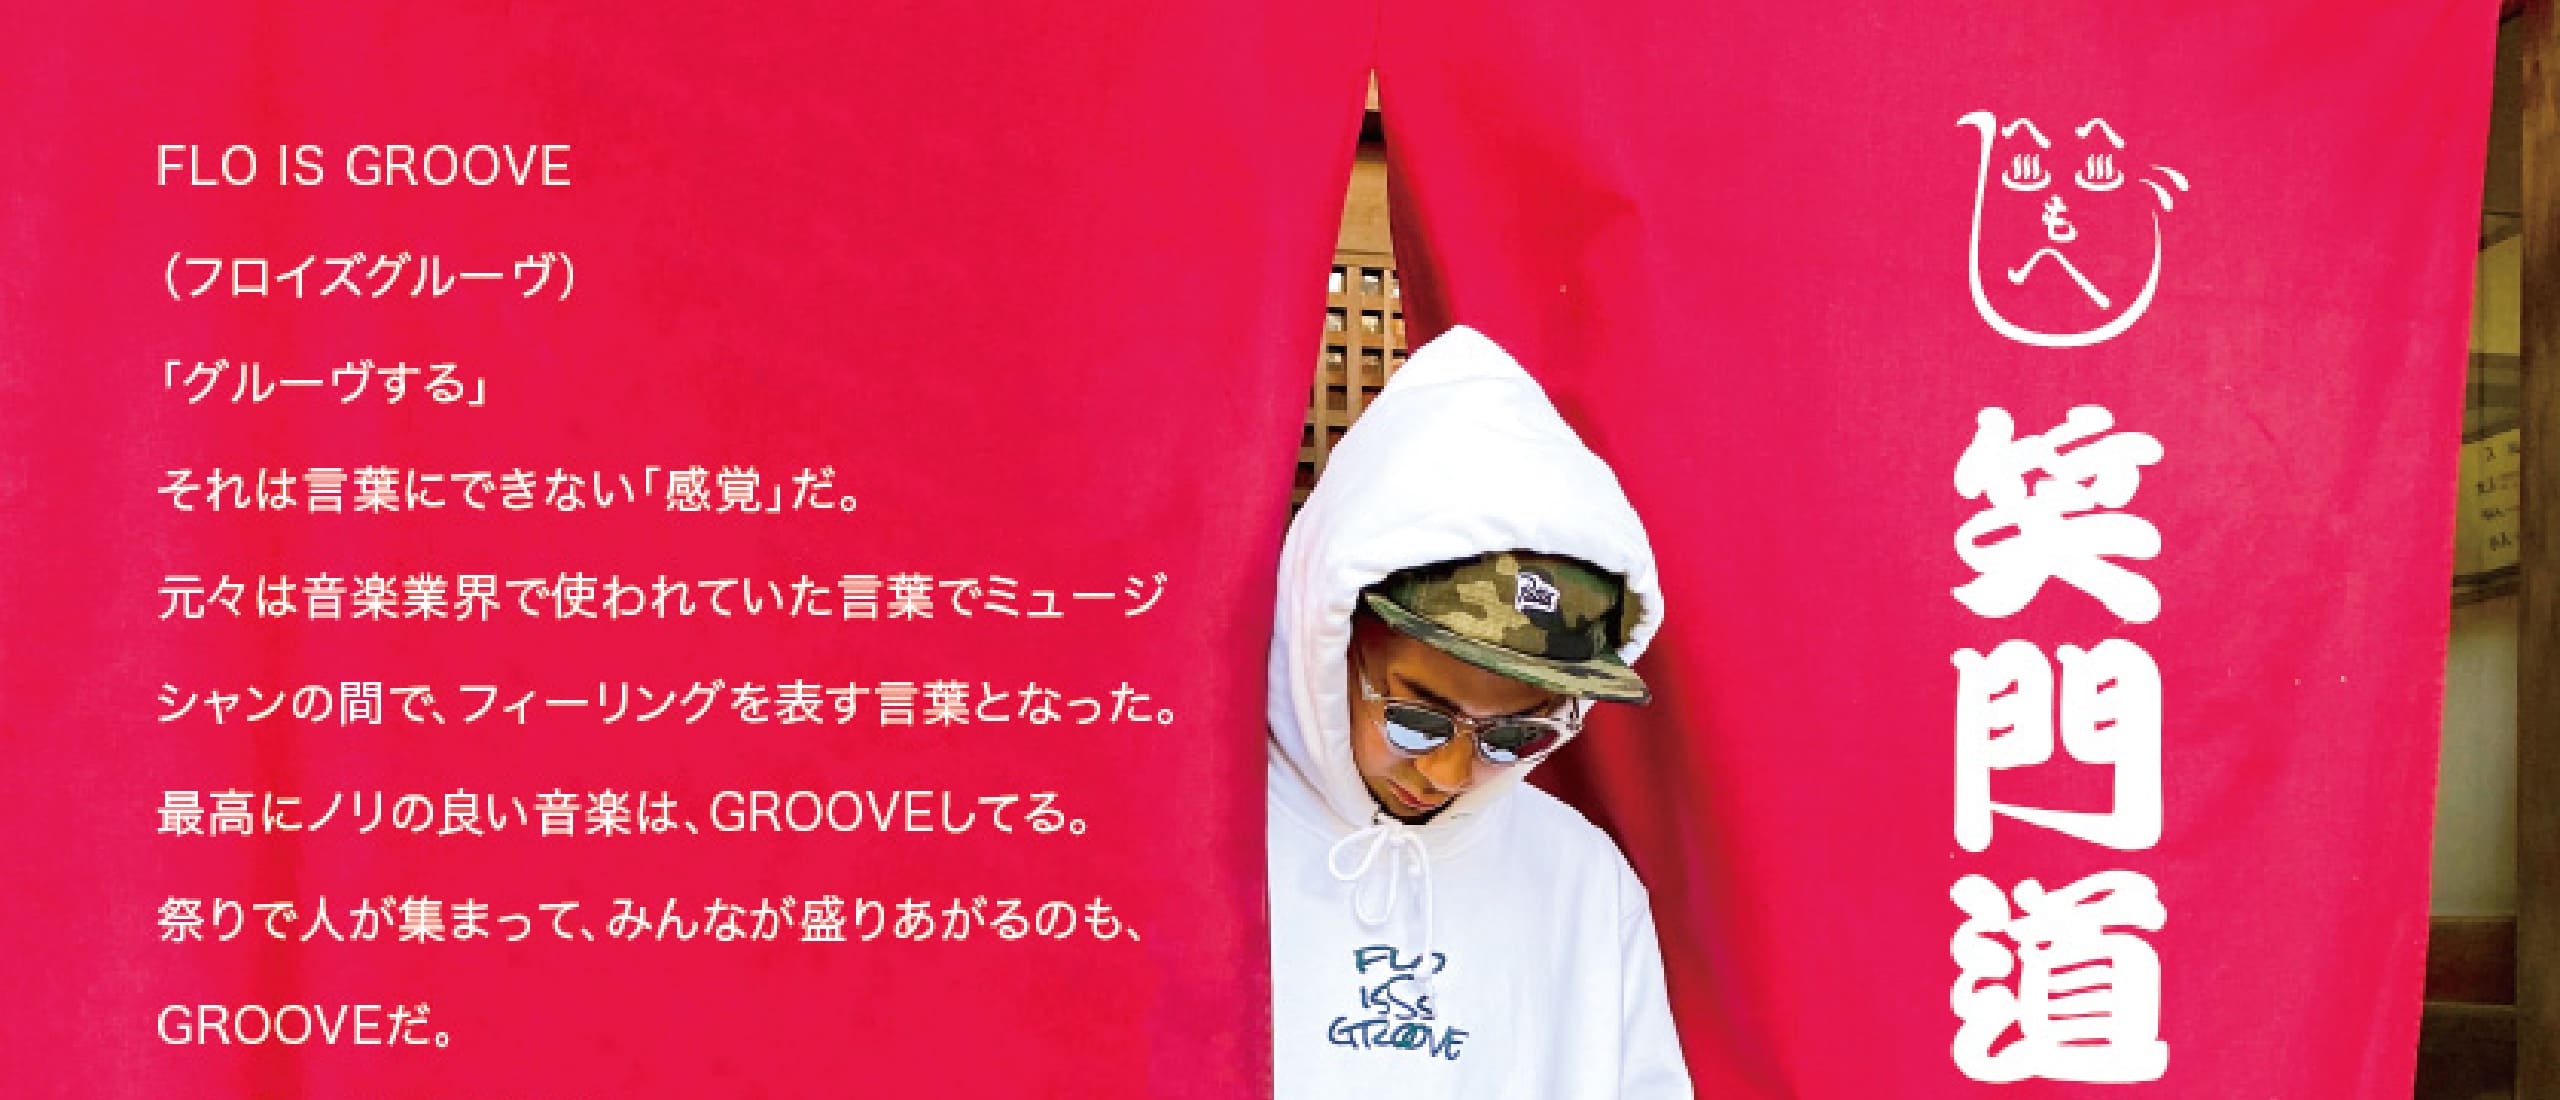 FLO IS GROOVE
（フロイズグルーヴ）
「グルーヴする」
それは言葉にできない「感覚」だ。
元々は音楽業界で使われていた言葉でミュージ
シャンの間で、フィーリングを表す言葉となった。
最高にノリの良い音楽は、GROOVEしてる。
祭りで人が集まって、みんなが盛りあがるのも、
GROOVEだ。
FLO
ISSS
GROOVE
笑門道